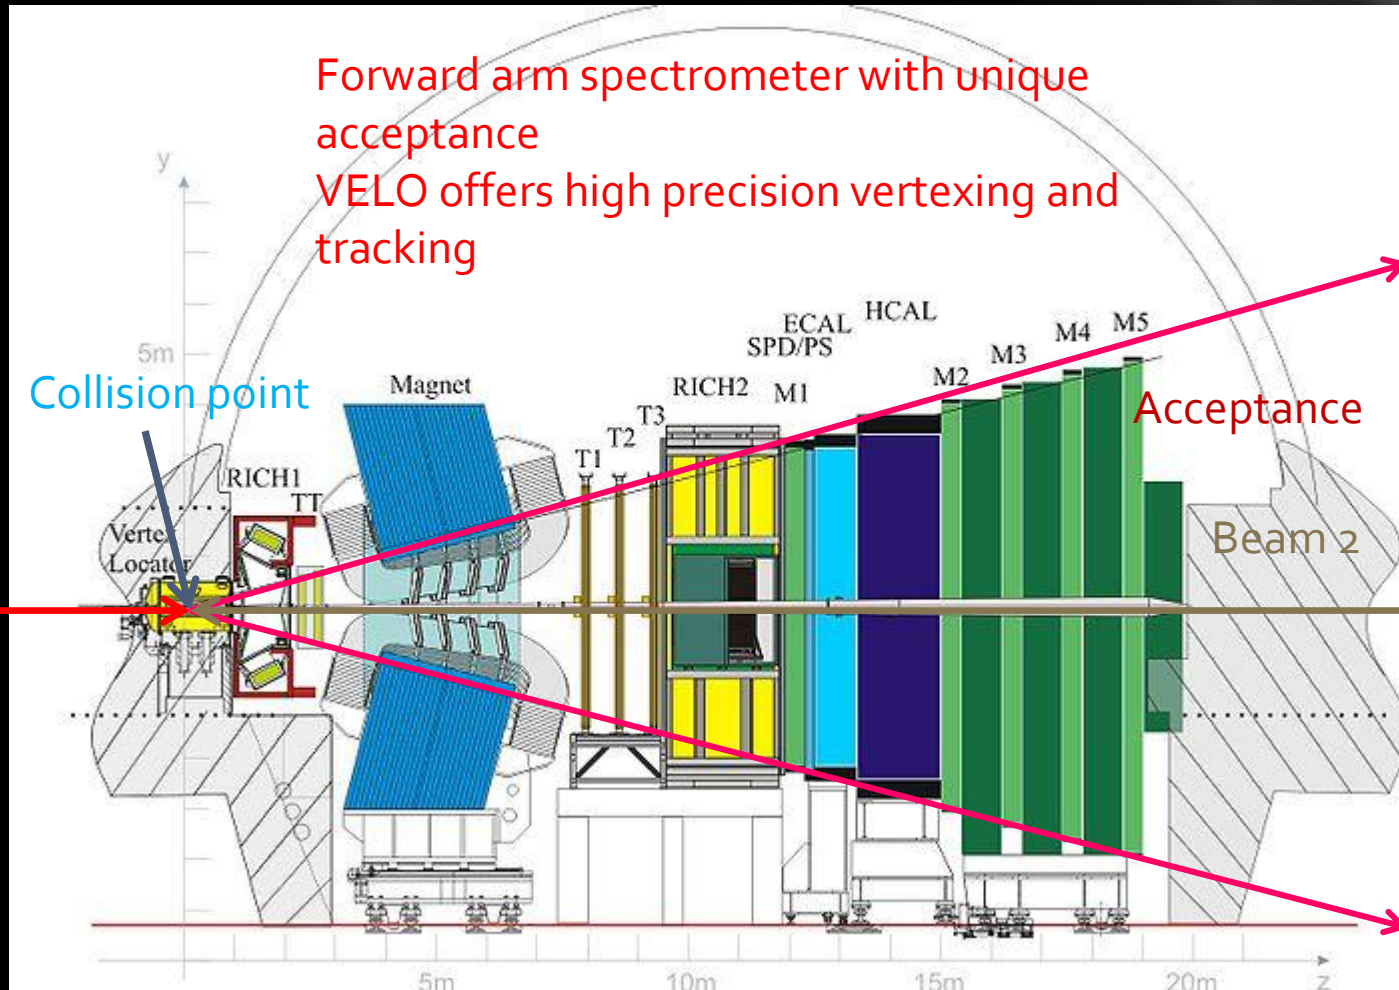 Forward arm spectrometer with unique
acceptance
VELO offers high precision vertexing and
tracking
y
5m
Collision point
Magnet
ECAL HCAL
SPD/PS
RICH2
M1
M2
M3
M4
M5
Acceptance
T1
T2
T3
RICH1
TT
Vertex
Locator
Beam 2
5m
10m
15m
20m
z